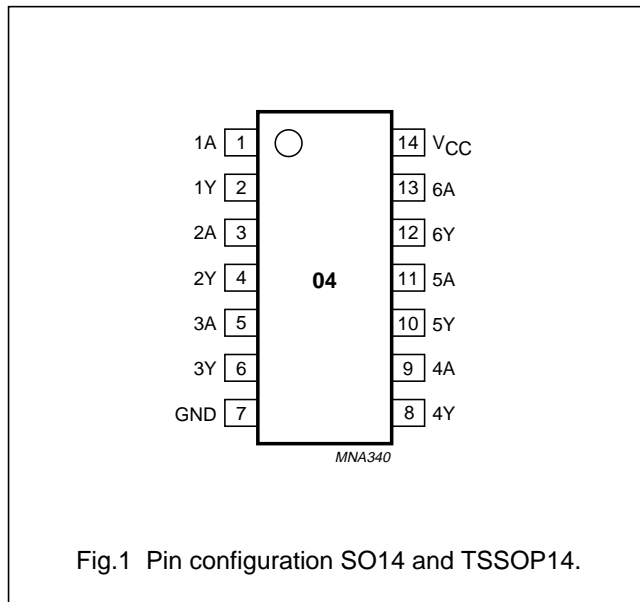 1A 1 14 VCC
1Y 2 13 6A
2A 3 12 6Y
2Y 4 04 11 5A
3A 5 10 5Y
3Y 6 9 4A
GND 7 8 4Y
MNA340
Fig.1 Pin configuration SO14 and TSSOP14.